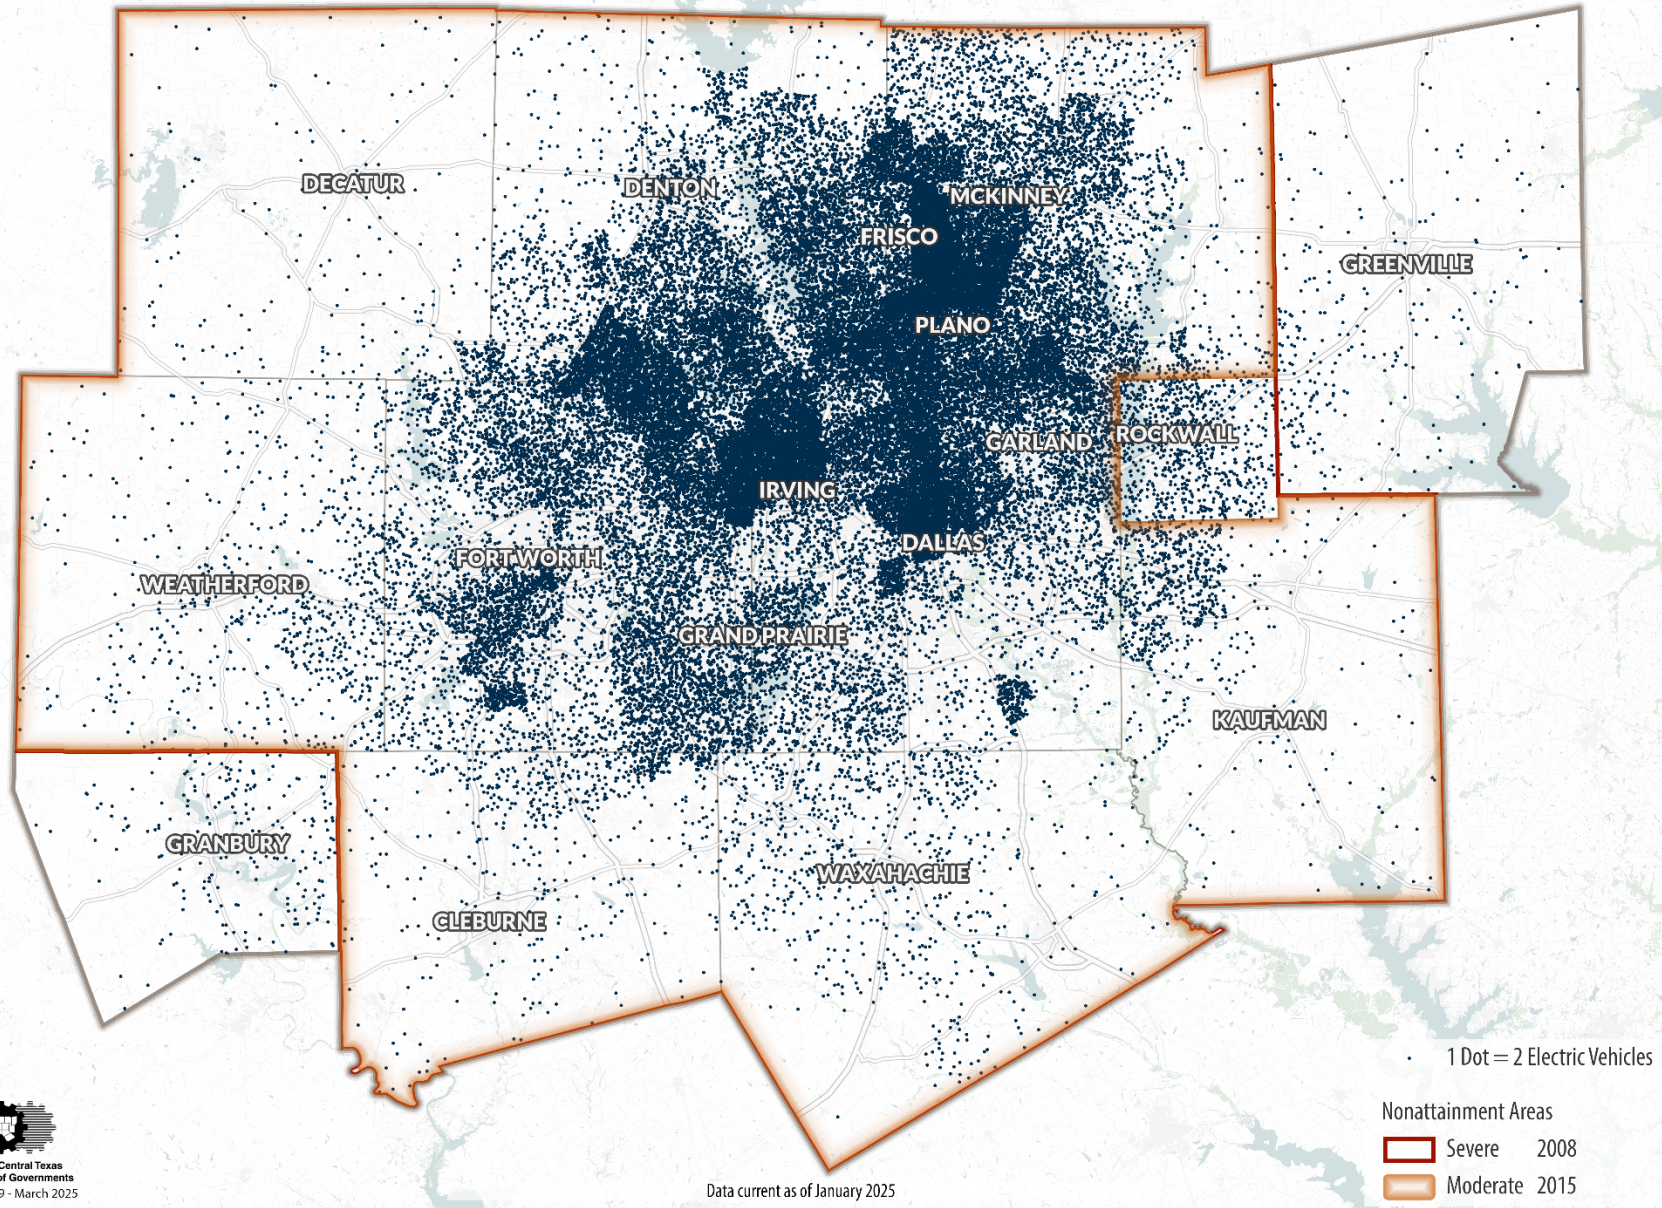 DECATUR
DENTON
MCKINNEY
FRISCO
GREENVILLE
PLANO
GARLAND
ROCKWALL
IRVING
DALLAS
FORT WORTH
WEATHERFORD
GRAND PRAIRIE
KAUFMAN
GRANBURY
WAXAHACHIE
CLEBURNE
1 Dot = 2 Electric Vehicles
Nonattainment Areas
Severe 2008
Moderate 2015
Central Texas
of Governments
9 - March 2025
Data current as of January 2025